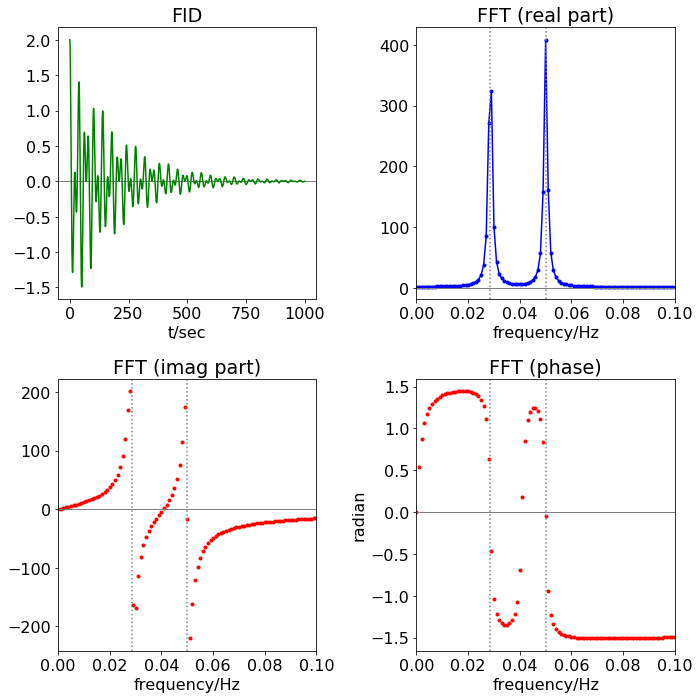 FID
2.0
1.5
1.0
0.5
0.0
−0.5
−1.0
−1.5
0 250 500 750 1000
t/sec
FFT (real part)
400
300
200
100
0
0.00 0.02 0.04 0.06 0.08 0.10
frequency/Hz
FFT (imag part)
200
100
0
−100
−200
0.00 0.02 0.04 0.06 0.08 0.10
frequency/Hz
FFT (phase)
radian
1.5
1.0
0.5
0.0
−0.5
−1.0
−1.5
0.00 0.02 0.04 0.06 0.08 0.10
frequency/Hz